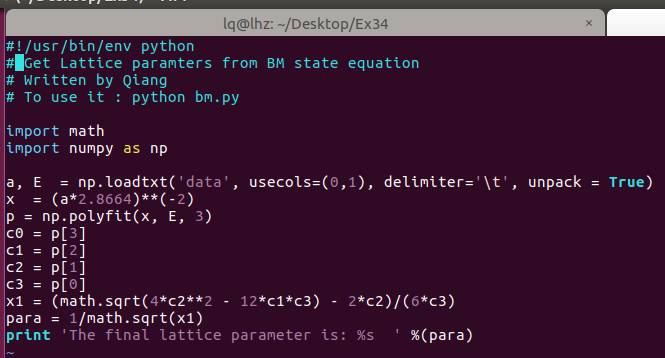 lq@lhz: ~/Desktop/Ex34 ×
#!/usr/bin/env python
# Get Lattice paramters from BM state equation
# Written by Qiang
# To use it : python bm.py
import math
import numpy as np
a, E  = np.loadtxt('data', usecols=(0,1), delimiter='\t', unpack = True)
x  = (a*2.8664)**(-2)
p = np.polyfit(x, E, 3)
c0 = p[3]
c1 = p[2]
c2 = p[1]
c3 = p[0]
x1 = (math.sqrt(4*c2**2 - 12*c1*c3) - 2*c2)/(6*c3)
para = 1/math.sqrt(x1)
print 'The final lattice parameter is: %s  ' %(para)
~